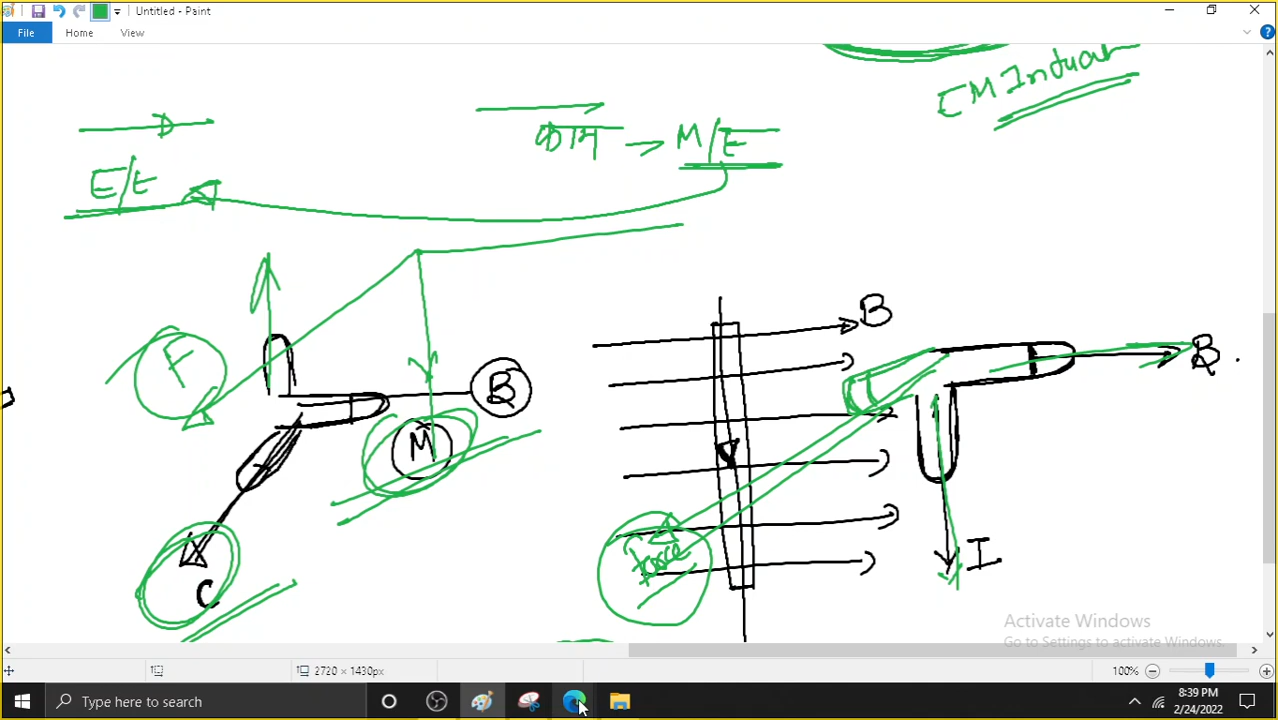 Untitled - Paint
File Home View
EM Induct
काम → M/E
E/E
F
B
M
C
B
B
force
I
Activate Windows
Go to Settings to activate Windows.
2720 × 1430px
100%
Type here to search
8:39 PM
2/24/2022